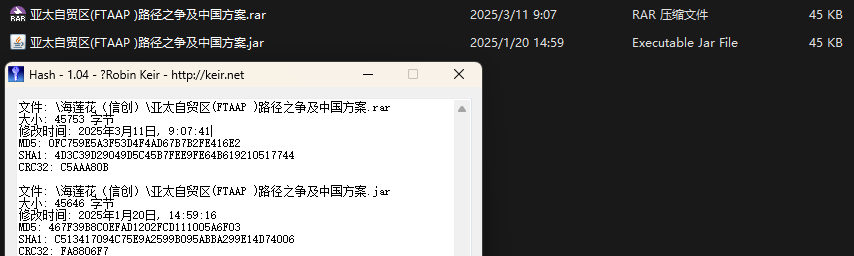 亚太自贸区(FTAAP )路径之争及中国方案.rar 2025/3/11 9:07 RAR 压缩文件 45 KB
亚太自贸区(FTAAP )路径之争及中国方案.jar 2025/1/20 14:59 Executable Jar File 45 KB
Hash - 1.04 - ?Robin Keir - http://keir.net
文件: \海莲花（信创）\亚太自贸区(FTAAP )路径之争及中国方案.rar
大小: 45753 字节
修改时间: 2025年3月11日, 9:07:41
MD5: 0FC759E5A3F53D4F4AD67B7B2FE416E2
SHA1: 4D3C39D29049D5C45B7FEE9FE64B619210517744
CRC32: C5AAA80B
文件: \海莲花（信创）\亚太自贸区(FTAAP )路径之争及中国方案.jar
大小: 45646 字节
修改时间: 2025年1月20日, 14:59:16
MD5: 467F39B8C0EFAD1202FCD111005A6F03
SHA1: C513417094C75E9A2599B095ABBA299E14D74006
CRC32: FA8806F7